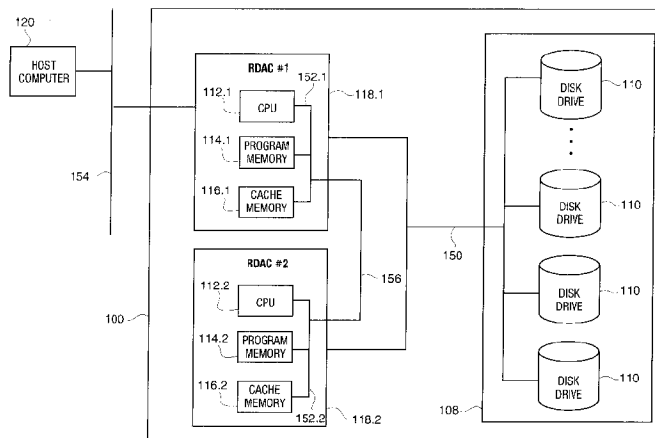 120
HOST
COMPUTER
154
100
RDAC #1
152.1
118.1
112.1
CPU
114.1
PROGRAM
MEMORY
116.1
CACHE
MEMORY
RDAC #2
112.2
CPU
114.2
PROGRAM
MEMORY
116.2
CACHE
MEMORY
152.2
118.2
156
150
108
DISK
DRIVE
110
DISK
DRIVE
110
DISK
DRIVE
110
DISK
DRIVE
110